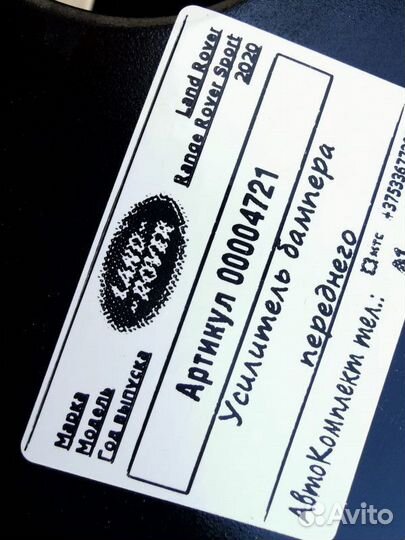 Марка Land Rover
Модель Range Rover Sport
Год выпуска 2020
LAND
ROVER
Артикул 00004721
Усилитель бампера
переднего
АвтоКомплект тел.: МТС
Avito